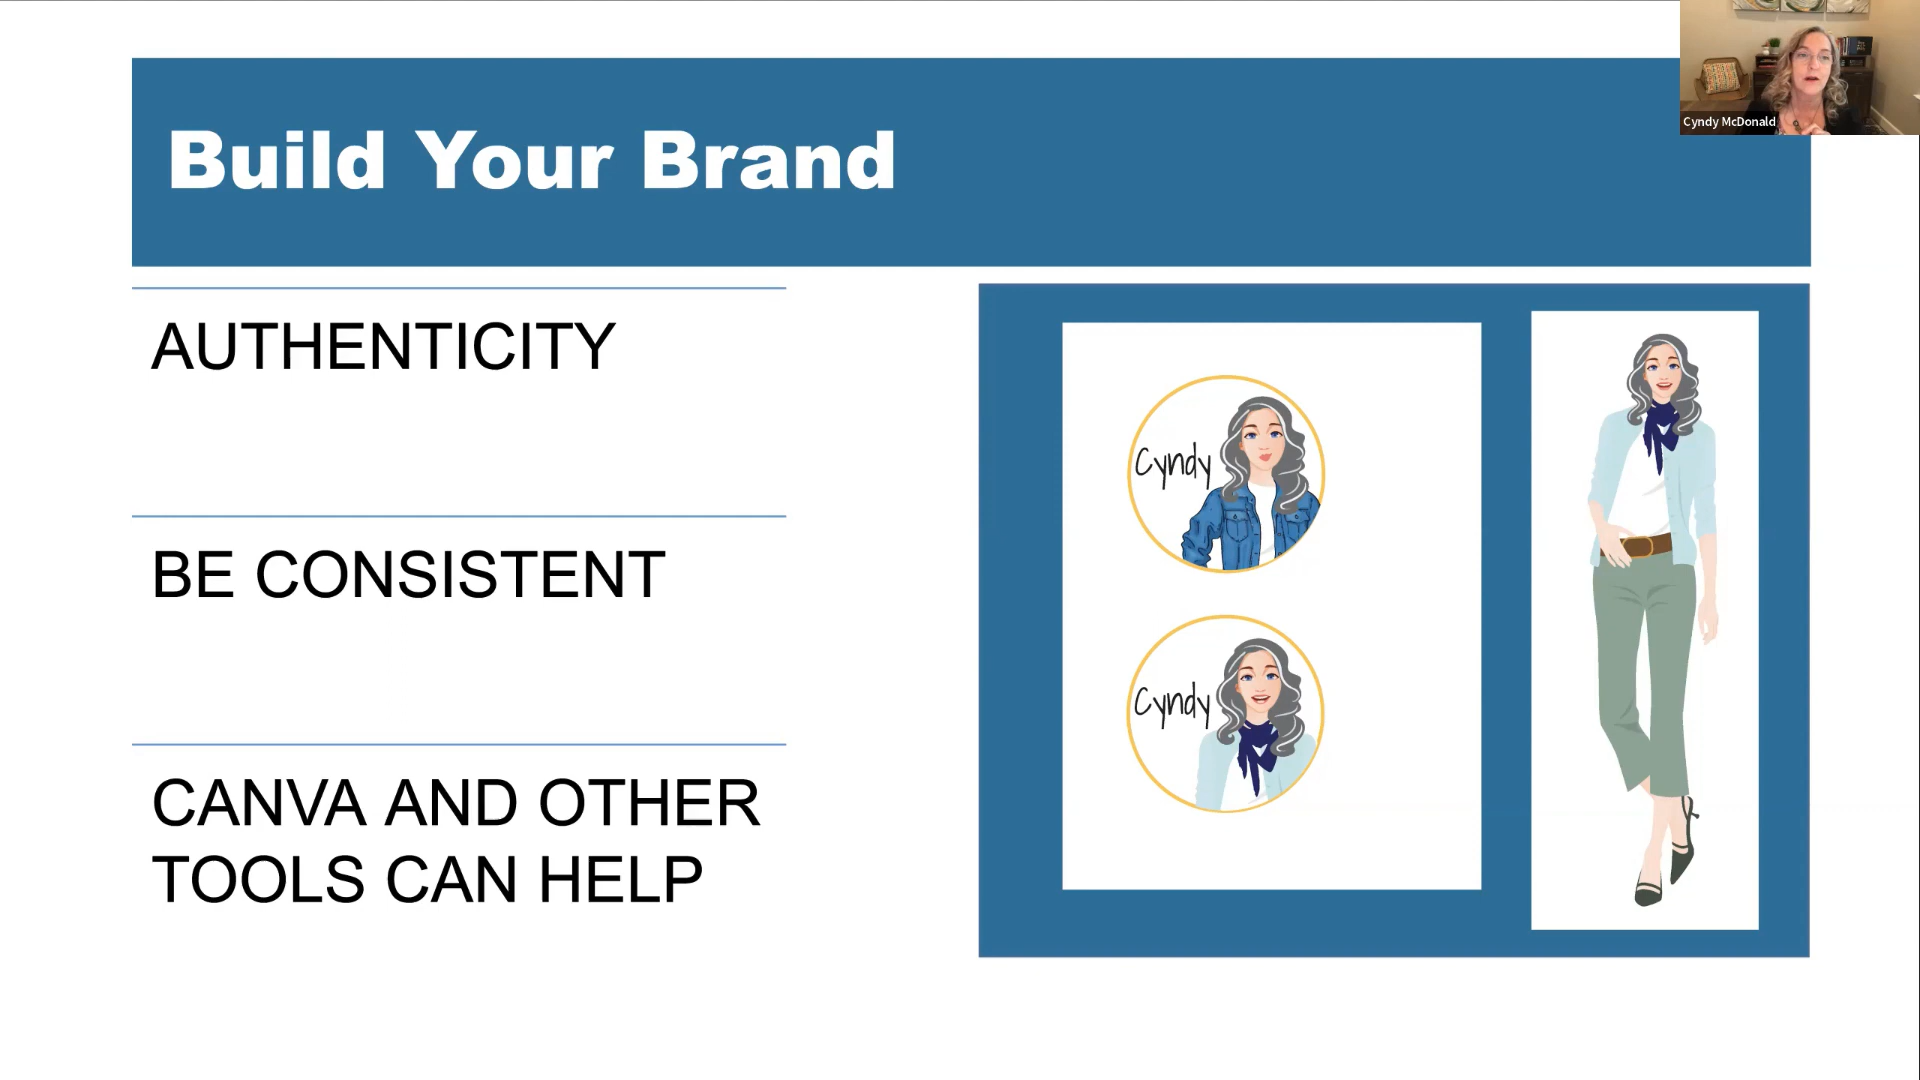 Cyndy McDonald
Build Your Brand
AUTHENTICITY
BE CONSISTENT
CANVA AND OTHER
TOOLS CAN HELP
Cyndy
Cyndy